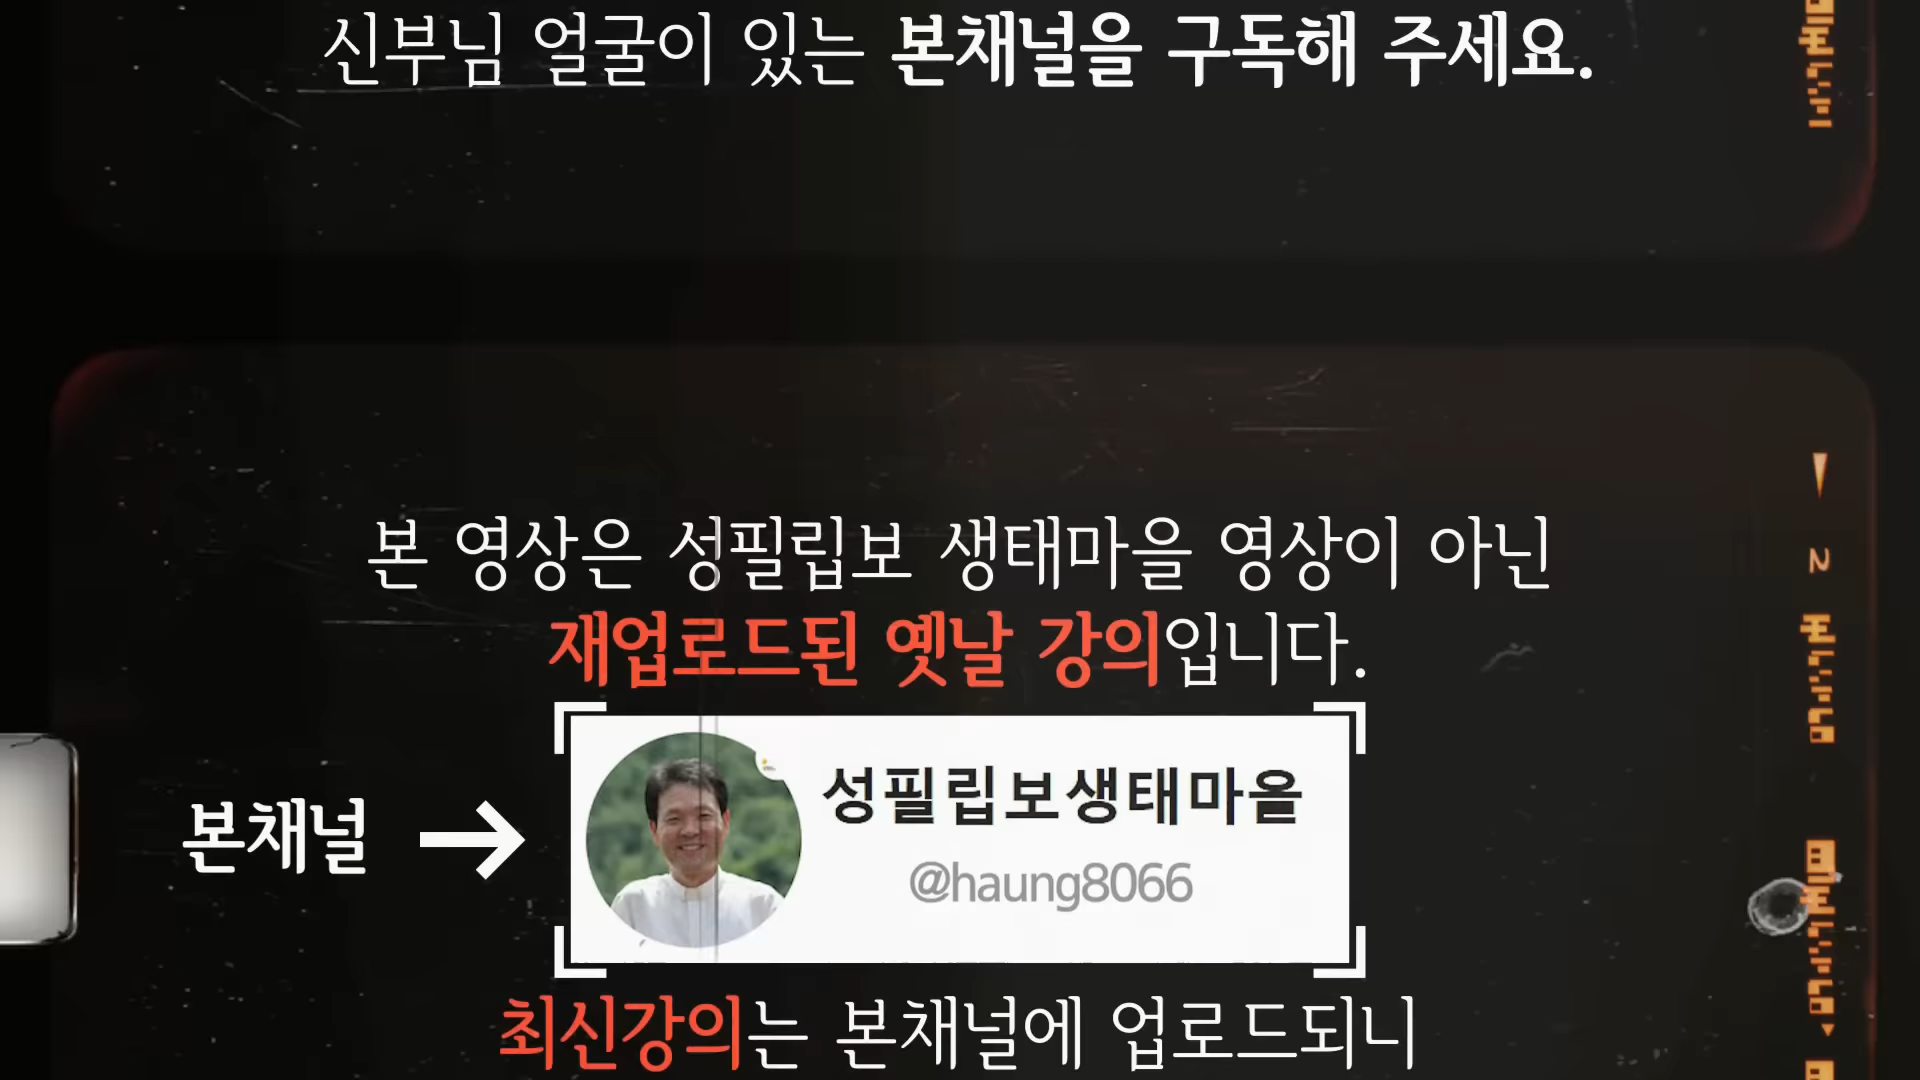 신부님 얼굴이 있는 본채널을 구독해 주세요.
본 영상은 성필립보 생태마을 영상이 아닌
재업로드된 옛날 강의입니다.
본채널 → 성필립보생태마을
@haung8066
최신강의는 본채널에 업로드되니
2